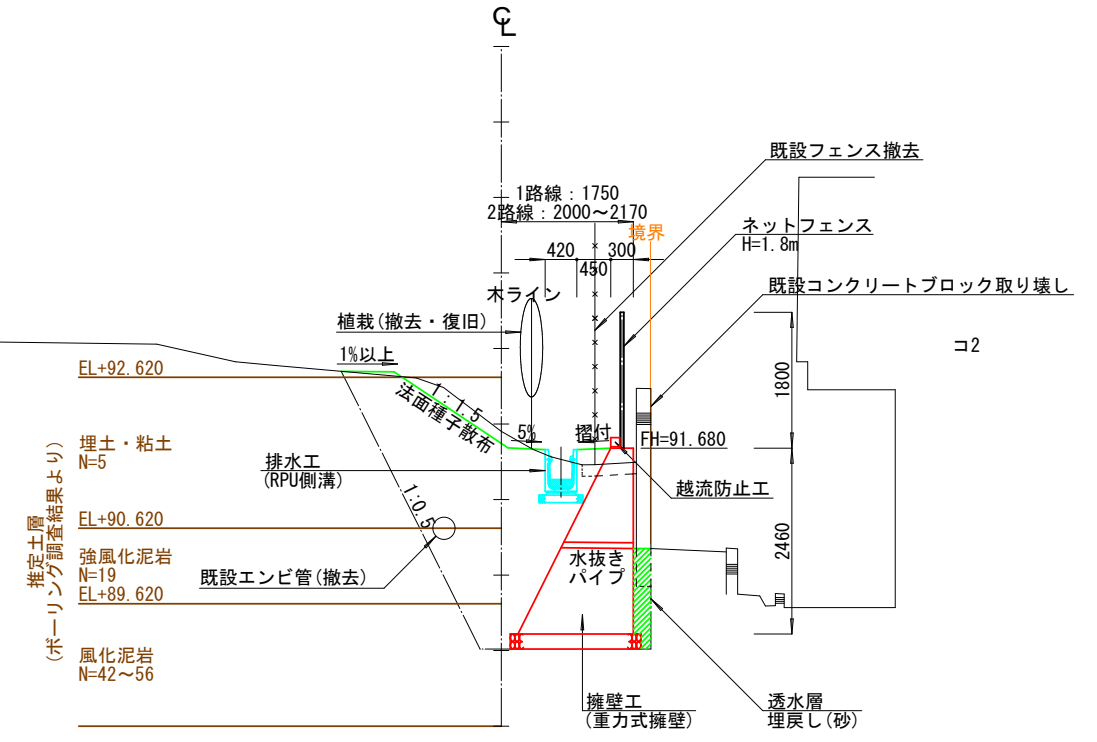 ℄
既設フェンス撤去
1路線：1750
2路線：2000～2170
境界
ネットフェンス
H=1.8m
420
300
450
既設コンクリートブロック取り壊し
木ライン
植栽(撤去・復旧)
コ2
1%以上
EL+92.620
1800
1:1.5
法面種子散布
5%
摺付
FH=91.680
埋土・粘土
N=5
排水工
(RPU側溝)
越流防止工
1:0.5
EL+90.620
2460
推定土層
(ボーリング調査結果より)
強風化泥岩
N=19
水抜き
パイプ
既設エンビ管(撤去)
EL+89.620
風化泥岩
N=42～56
擁壁工
(重力式擁壁)
透水層
埋戻し(砂)